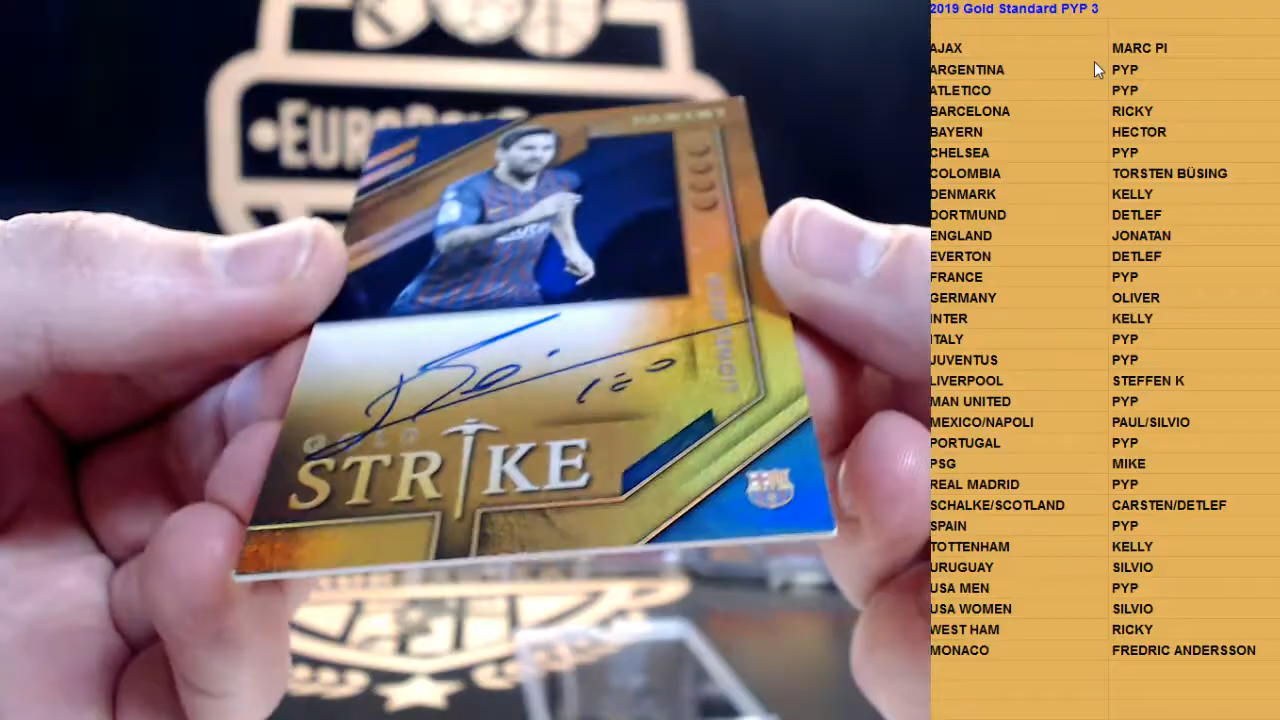 2019 Gold Standard PYP 3
AJAX MARC PI
ARGENTINA PYP
ATLETICO PYP
BARCELONA RICKY
BAYERN HECTOR
CHELSEA PYP
COLOMBIA TORSTEN BÜSING
DENMARK KELLY
DORTMUND DETLEF
ENGLAND JONATAN
EVERTON DETLEF
FRANCE PYP
GERMANY OLIVER
INTER KELLY
ITALY PYP
JUVENTUS PYP
LIVERPOOL STEFFEN K
MAN UNITED PYP
MEXICO/NAPOLI PAUL/SILVIO
PORTUGAL PYP
PSG MIKE
REAL MADRID PYP
SCHALKE/SCOTLAND CARSTEN/DETLEF
SPAIN PYP
TOTTENHAM KELLY
URUGUAY SILVIO
USA MEN PYP
USA WOMEN SILVIO
WEST HAM RICKY
MONACO FREDRIC ANDERSSON
PANINI
GOLD
STRIKE